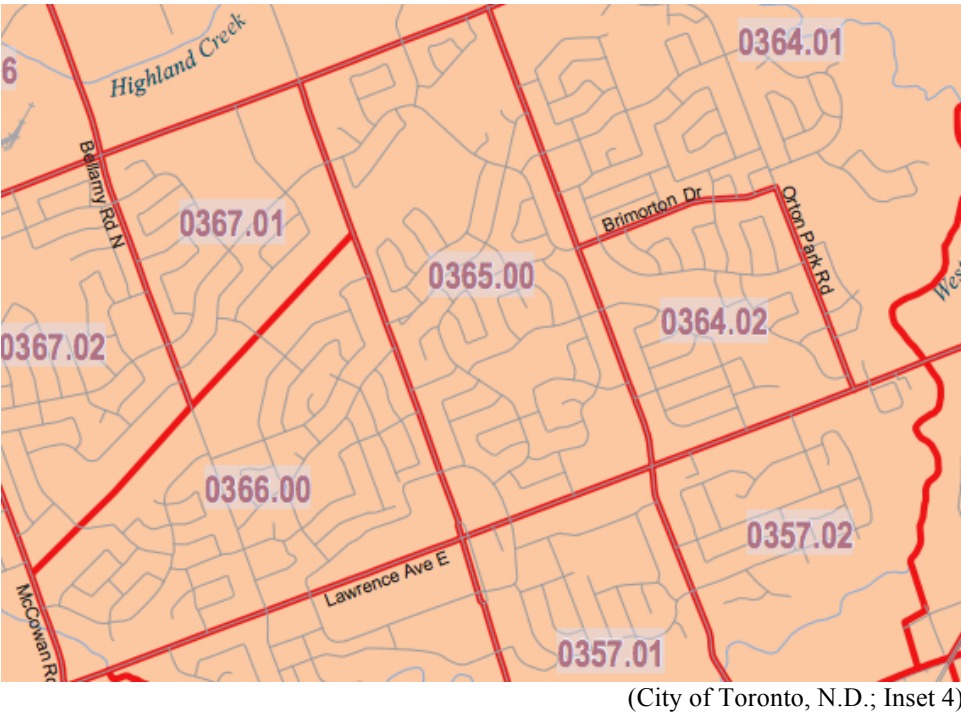 Highland Creek
0364.01
6
Bellamy Rd N
0367.01
Brimorton Dr
Orton Park Rd
0365.00
West
0364.02
0367.02
0366.00
0357.02
Lawrence Ave E
McCowan Rd
0357.01
(City of Toronto, N.D.; Inset 4)